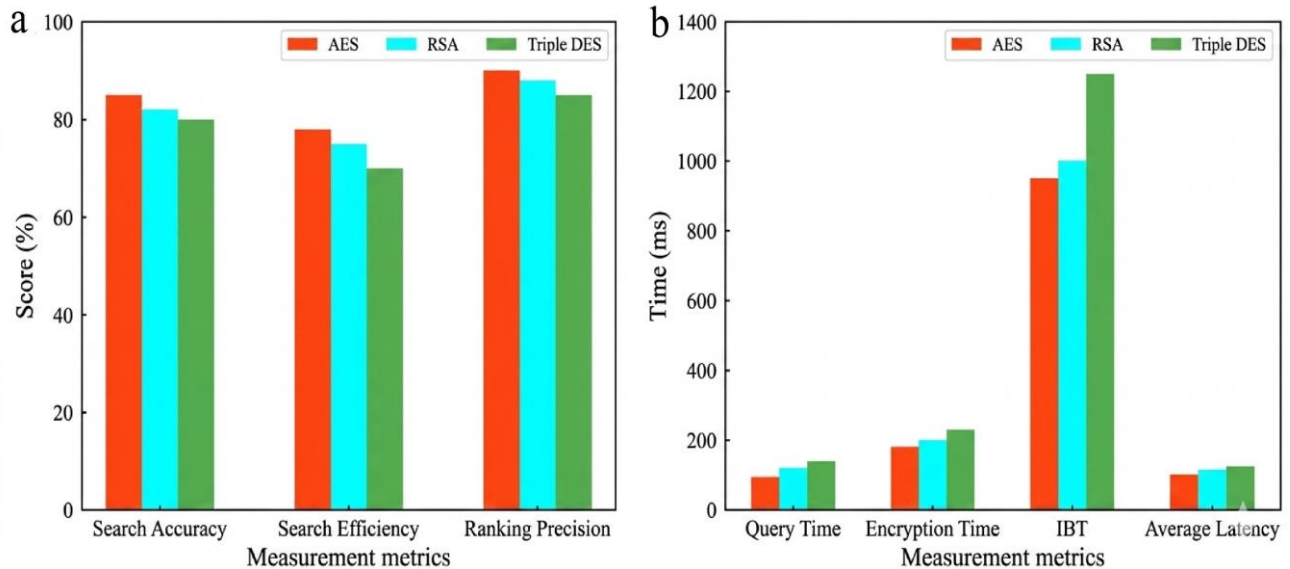 a
100
80
60
40
20
0
Score (%)
AES RSA Triple DES
Search Accuracy Search Efficiency Ranking Precision
Measurement metrics
b
1400
1200
1000
800
600
400
200
0
Time (ms)
AES RSA Triple DES
Query Time Encryption Time IBT Average Latency
Measurement metrics